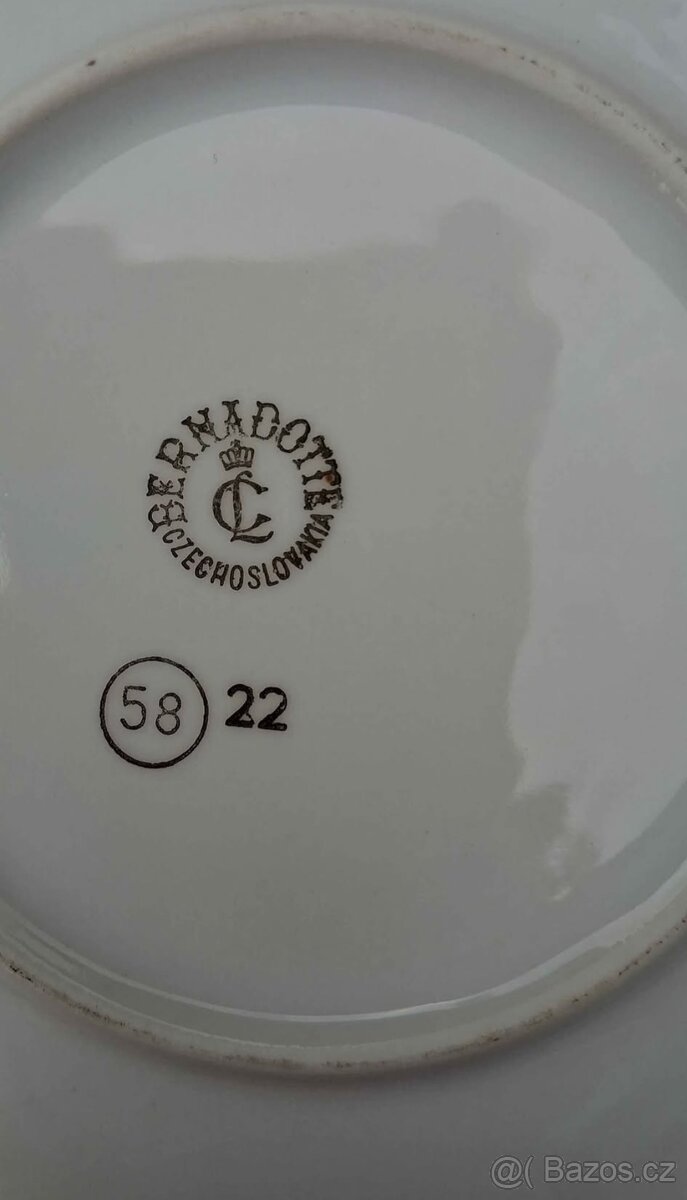 BERNADOTTE
CL
CZECHOSLOVAKIA
58 22
@( Bazos.cz